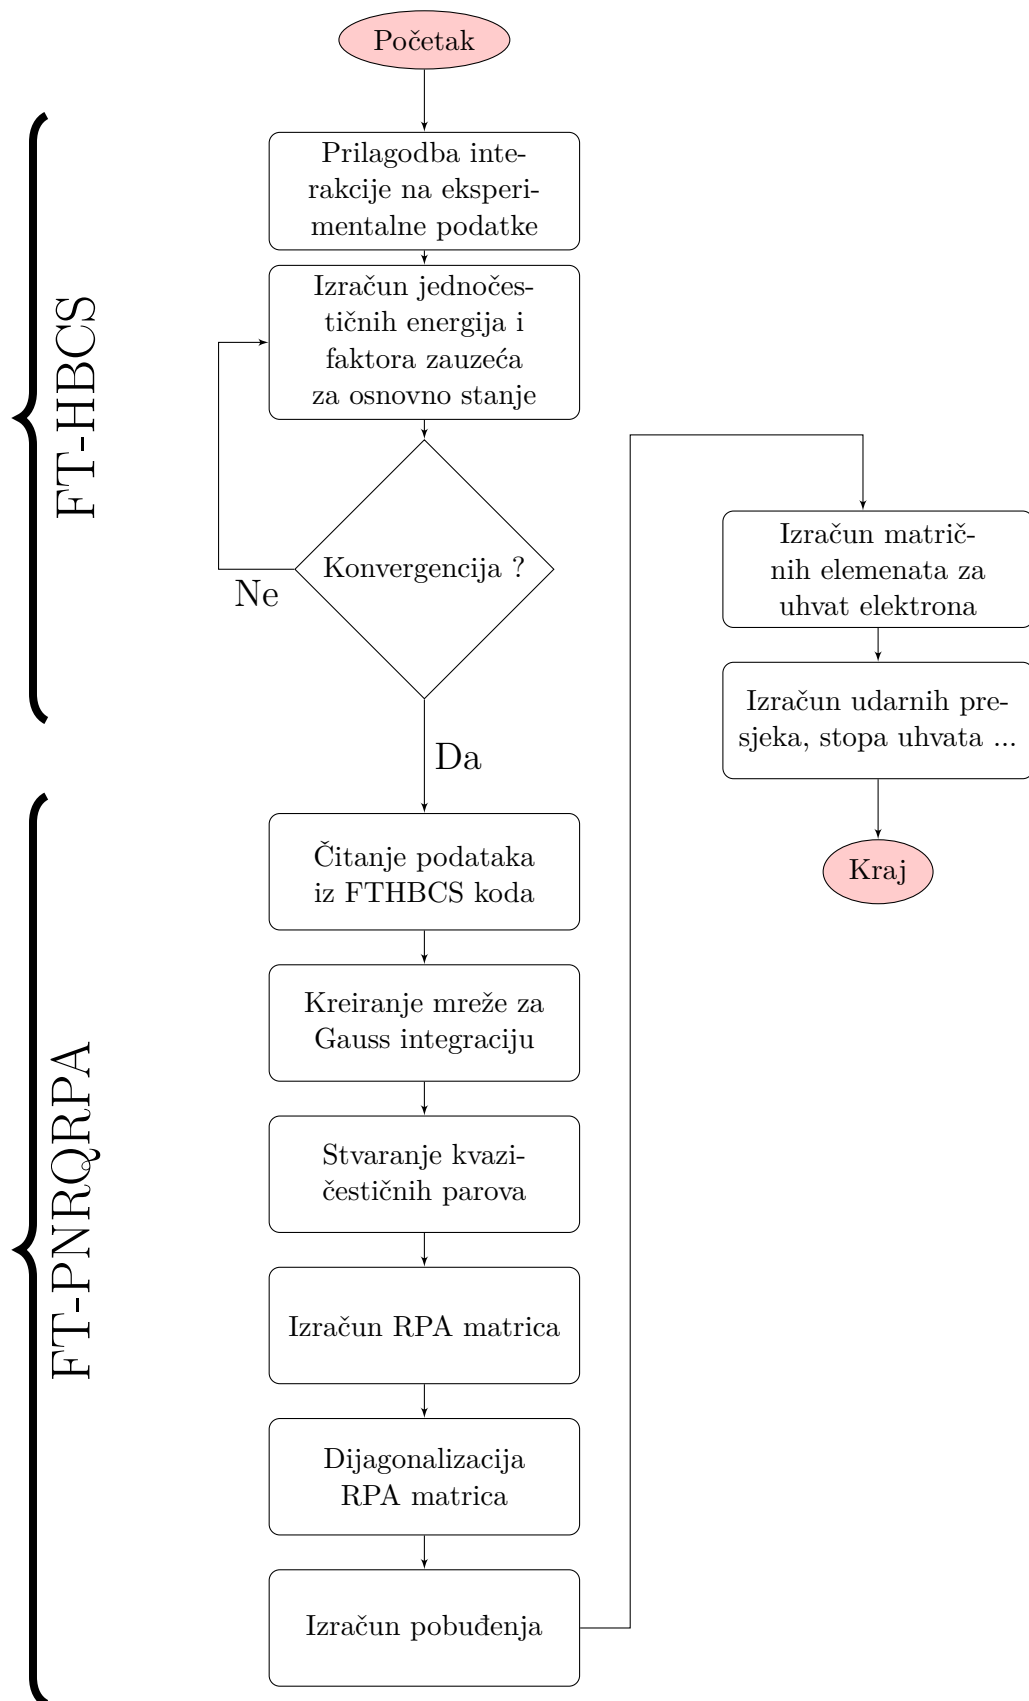 Početak
FT-HBCS
Prilagodba inte-
rakcije na eksperi-
mentalne podatke
Izračun jednočes-
tičnih energija i
faktora zauzeća
za osnovno stanje
Konvergencija ?
Ne
Da
FT-PNRQRPA
Čitanje podataka
iz FTHBCS koda
Kreiranje mreže za
Gauss integraciju
Stvaranje kvazi-
čestičnih parova
Izračun RPA matrica
Dijagonalizacija
RPA matrica
Izračun pobuđenja
Izračun matrič-
nih elemenata za
uhvat elektrona
Izračun udarnih pre-
sjeka, stopa uhvata ...
Kraj